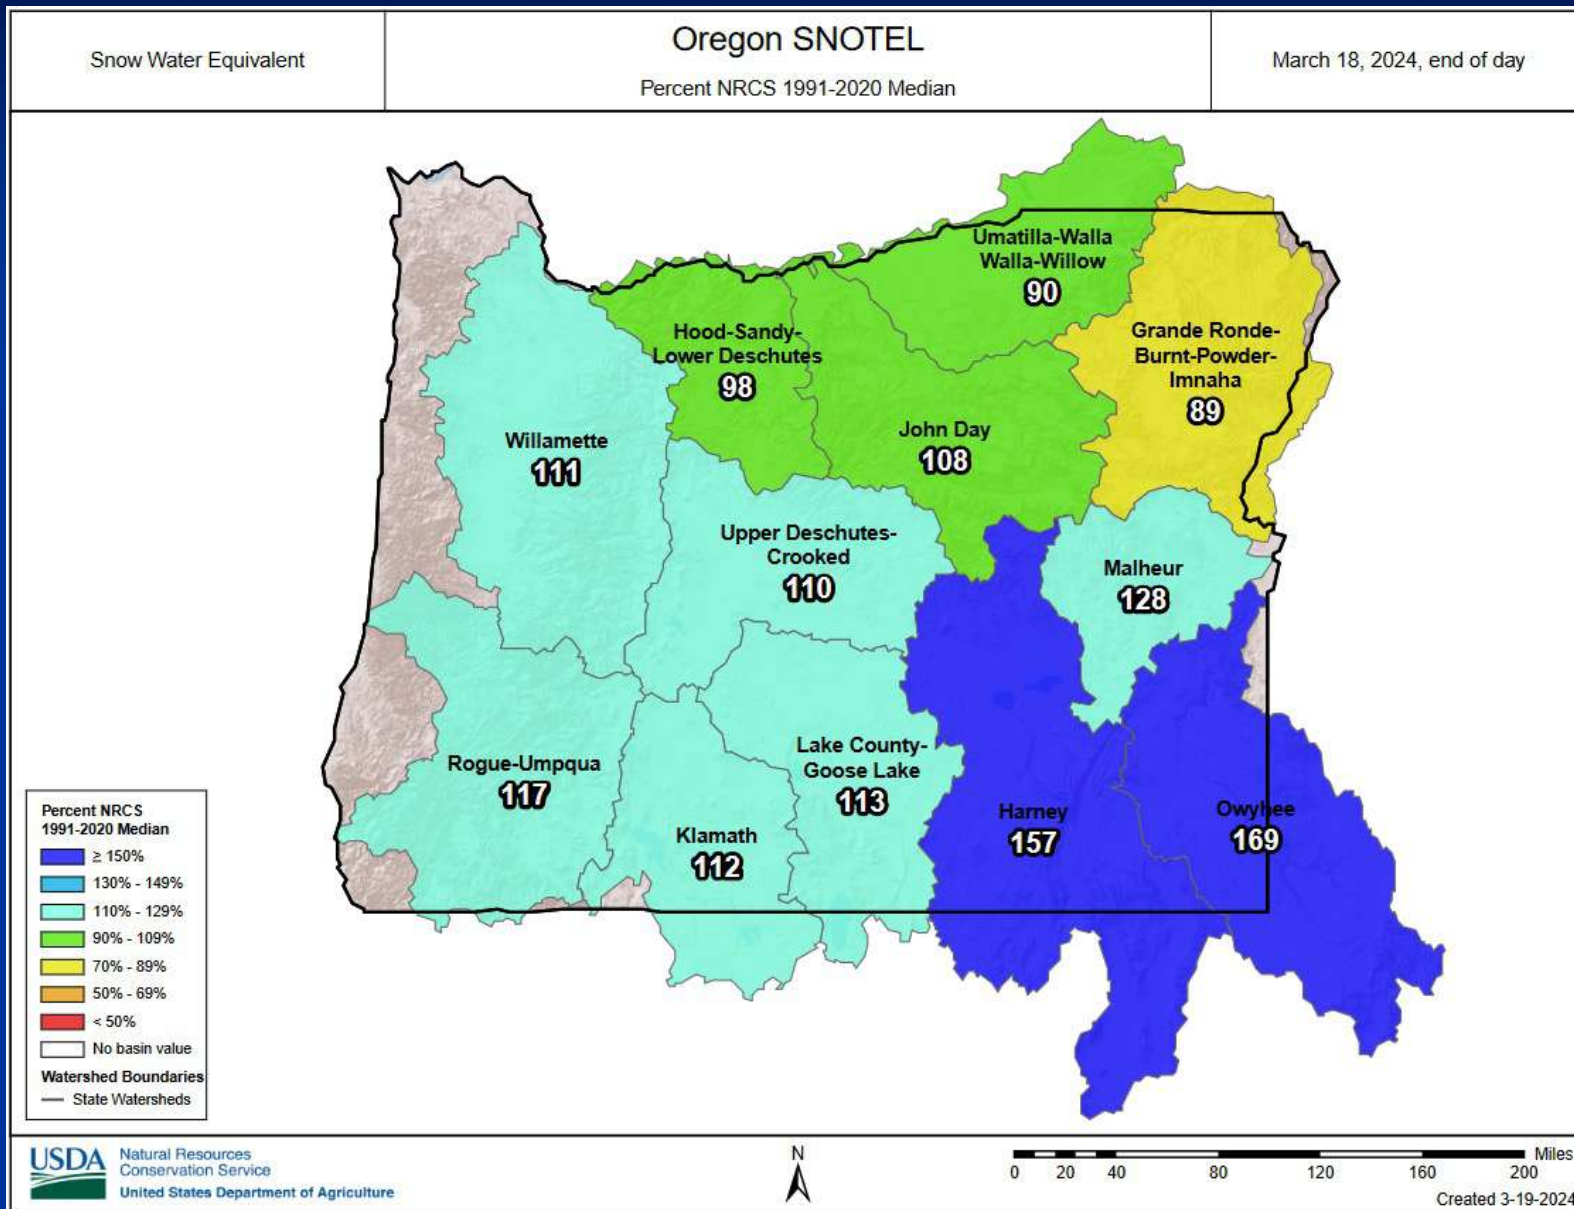 Snow Water Equivalent
Oregon SNOTEL
Percent NRCS 1991-2020 Median
March 18, 2024, end of day
Umatilla-Walla
Walla-Willow
90
Grande Ronde-
Burnt-Powder-
Imnaha
89
Hood-Sandy-
Lower Deschutes
98
John Day
108
Willamette
111
Upper Deschutes-
Crooked
110
Malheur
128
Rogue-Umpqua
117
Lake County-
Goose Lake
113
Klamath
112
Harney
157
Owyhee
169
Percent NRCS
1991-2020 Median
≥ 150%
130% - 149%
110% - 129%
90% - 109%
70% - 89%
50% - 69%
< 50%
No basin value
Watershed Boundaries
State Watersheds
USDA
Natural Resources
Conservation Service
United States Department of Agriculture
N
Miles
0 20 40 80 120 160 200
Created 3-19-2024